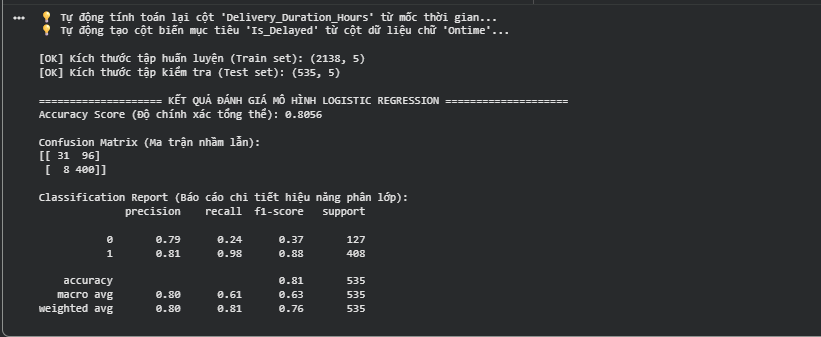 💡 Tự động tính toán lại cột 'Delivery_Duration_Hours' từ mốc thời gian...
💡 Tự động tạo cột biến mục tiêu 'Is_Delayed' từ cột dữ liệu chữ 'Ontime'...
[OK] Kích thước tập huấn luyện (Train set): (2138, 5)
[OK] Kích thước tập kiểm tra (Test set): (535, 5)
==================== KẾT QUẢ ĐÁNH GIÁ MÔ HÌNH LOGISTIC REGRESSION ====================
Accuracy Score (Độ chính xác tổng thể): 0.8056
Confusion Matrix (Ma trận nhầm lẫn):
[[ 31  96]
 [  8 400]]
Classification Report (Báo cáo chi tiết hiệu năng phân lớp):
              precision    recall  f1-score   support
           0       0.79      0.24      0.37       127
           1       0.81      0.98      0.88       408
    accuracy                           0.81       535
   macro avg       0.80      0.61      0.63       535
weighted avg       0.80      0.81      0.76       535